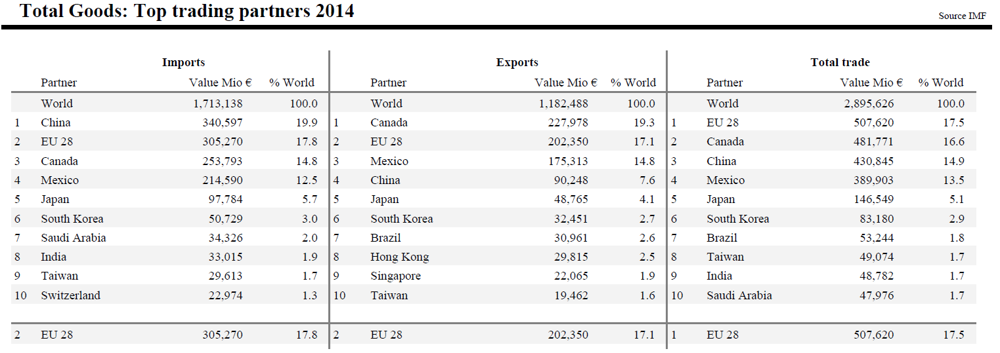 Total Goods: Top trading partners 2014
Source IMF
Imports Exports Total trade
Partner Value Mio € % World Partner Value Mio € % World Partner Value Mio € % World
World 1,713,138 100.0 World 1,182,488 100.0 World 2,895,626 100.0
1 China 340,597 19.9 1 Canada 227,978 19.3 1 EU 28 507,620 17.5
2 EU 28 305,270 17.8 2 EU 28 202,350 17.1 2 Canada 481,771 16.6
3 Canada 253,793 14.8 3 Mexico 175,313 14.8 3 China 430,845 14.9
4 Mexico 214,590 12.5 4 China 90,248 7.6 4 Mexico 389,903 13.5
5 Japan 97,784 5.7 5 Japan 48,765 4.1 5 Japan 146,549 5.1
6 South Korea 50,729 3.0 6 South Korea 32,451 2.7 6 South Korea 83,180 2.9
7 Saudi Arabia 34,326 2.0 7 Brazil 30,961 2.6 7 Brazil 53,244 1.8
8 India 33,015 1.9 8 Hong Kong 29,815 2.5 8 Taiwan 49,074 1.7
9 Taiwan 29,613 1.7 9 Singapore 22,065 1.9 9 India 48,782 1.7
10 Switzerland 22,974 1.3 10 Taiwan 19,462 1.6 10 Saudi Arabia 47,976 1.7
2 EU 28 305,270 17.8 2 EU 28 202,350 17.1 1 EU 28 507,620 17.5